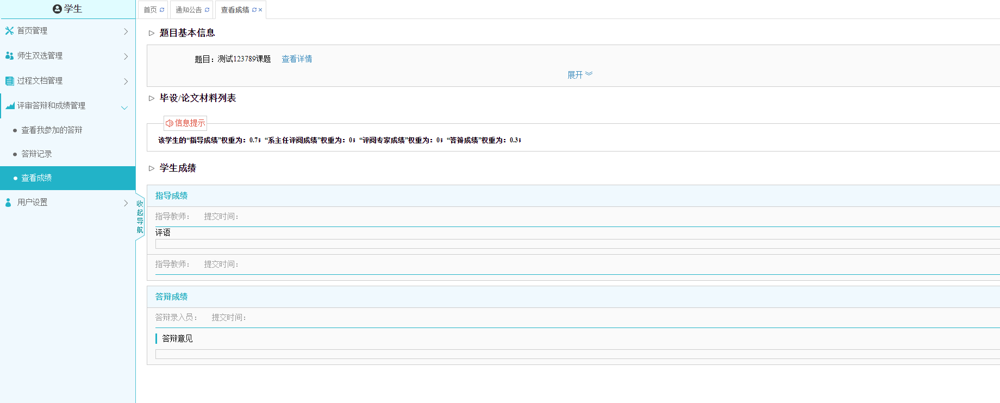 学生
首页管理
师生双选管理
过程文档管理
评审答辩和成绩管理
查看我参加的答辩
答辩记录
查看成绩
用户设置
收起导航
首页 通知公告 查看成绩
题目基本信息
题目：测试123789课题 查看详情
展开
毕设/论文材料列表
信息提示
该学生的“指导成绩”权重为：0.7；“系主任评阅成绩”权重为：0；“评阅专家成绩”权重为：0；“答辩成绩”权重为：0.3；
学生成绩
指导成绩
指导教师： 提交时间：
评语
指导教师： 提交时间：
答辩成绩
答辩录入员： 提交时间：
答辩意见